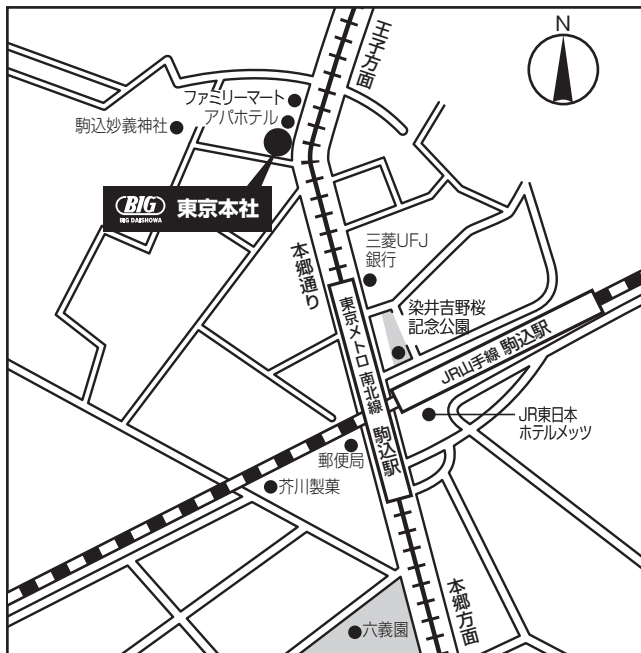 N
王子方面
ファミリーマート
アパホテル
駒込妙義神社
BIG
BIG DAISHOWA
東京本社
本郷通り
三菱UFJ
銀行
染井吉野桜
記念公園
東京メトロ 南北線 駒込駅
JR山手線 駒込駅
JR東日本
ホテルメッツ
郵便局
芥川製菓
本郷方面
六義園